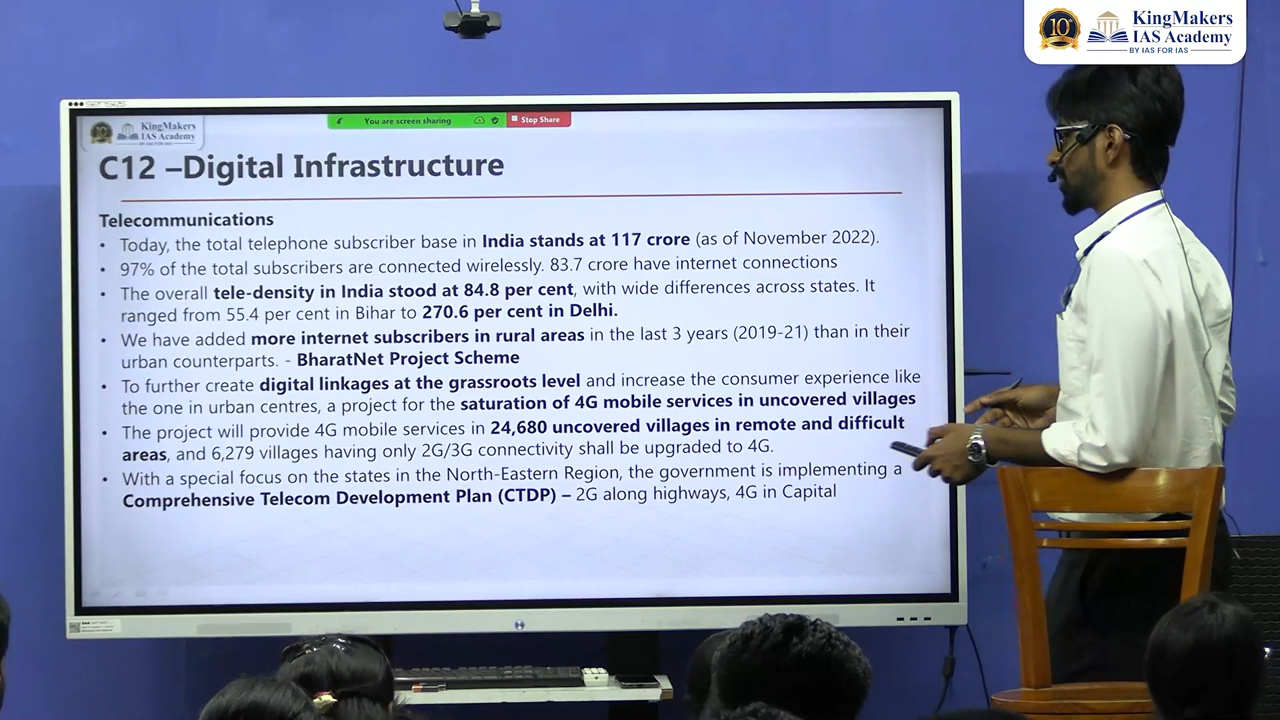 10
KingMakers
IAS Academy
BY IAS FOR IAS
KingMakers
IAS Academy
BY IAS FOR IAS
You are screen sharing
Stop Share
C12 –Digital Infrastructure
Telecommunications
• Today, the total telephone subscriber base in India stands at 117 crore (as of November 2022).
• 97% of the total subscribers are connected wirelessly. 83.7 crore have internet connections
• The overall tele-density in India stood at 84.8 per cent, with wide differences across states. It
ranged from 55.4 per cent in Bihar to 270.6 per cent in Delhi.
• We have added more internet subscribers in rural areas in the last 3 years (2019-21) than in their
urban counterparts. - BharatNet Project Scheme
• To further create digital linkages at the grassroots level and increase the consumer experience like
the one in urban centres, a project for the saturation of 4G mobile services in uncovered villages
• The project will provide 4G mobile services in 24,680 uncovered villages in remote and difficult
areas, and 6,279 villages having only 2G/3G connectivity shall be upgraded to 4G.
• With a special focus on the states in the North-Eastern Region, the government is implementing a
Comprehensive Telecom Development Plan (CTDP) – 2G along highways, 4G in Capital